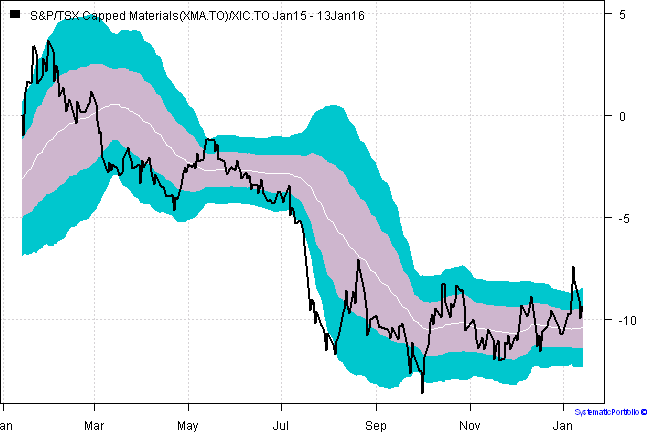 S&P/TSX Capped Materials(XMA.TO)/XIC.TO Jan15 - 13Jan16
5
0
-5
-10
an Mar May Jul Sep Nov Jan
SystematicPortfolio ©